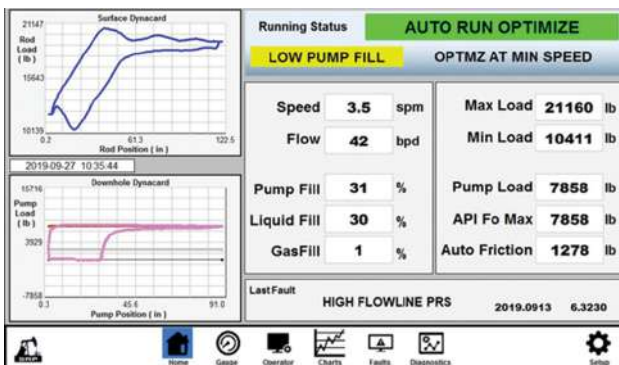 Surface Dynacard
21147
Rod
Load
( lb )
15643
10139
0.2 61.3 122.5
Rod Position ( in )
2019-09-27 10:35:44
Downhole Dynacard
15716
Pump
Load
( lb )
3929
-7858
0.3 45.6 91.0
Pump Position ( in )
Running Status AUTO RUN OPTIMIZE
LOW PUMP FILL OPTMZ AT MIN SPEED
Speed 3.5 spm
Flow 42 bpd
Pump Fill 31 %
Liquid Fill 30 %
GasFill 1 %
Max Load 21160 lb
Min Load 10411 lb
Pump Load 7858 lb
API Fo Max 7858 lb
Auto Friction 1278 lb
Last Fault
HIGH FLOWLINE PRS 2019.0913 6.3230
SRP Home Gauge Operator Charts Faults Diagnostics Setup